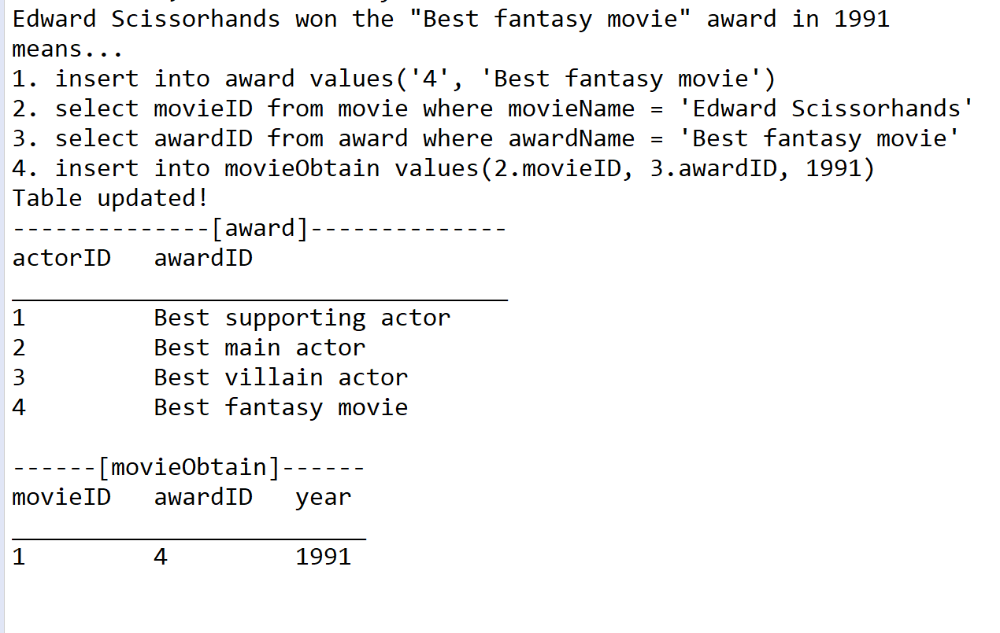 Edward Scissorhands won the "Best fantasy movie" award in 1991
means...
1. insert into award values('4', 'Best fantasy movie')
2. select movieID from movie where movieName = 'Edward Scissorhands'
3. select awardID from award where awardName = 'Best fantasy movie'
4. insert into movieObtain values(2.movieID, 3.awardID, 1991)
Table updated!
--------------[award]--------------
actorID   awardID
___________________________________
1         Best supporting actor
2         Best main actor
3         Best villain actor
4         Best fantasy movie
------[movieObtain]------
movieID   awardID   year
_________________________
1         4         1991